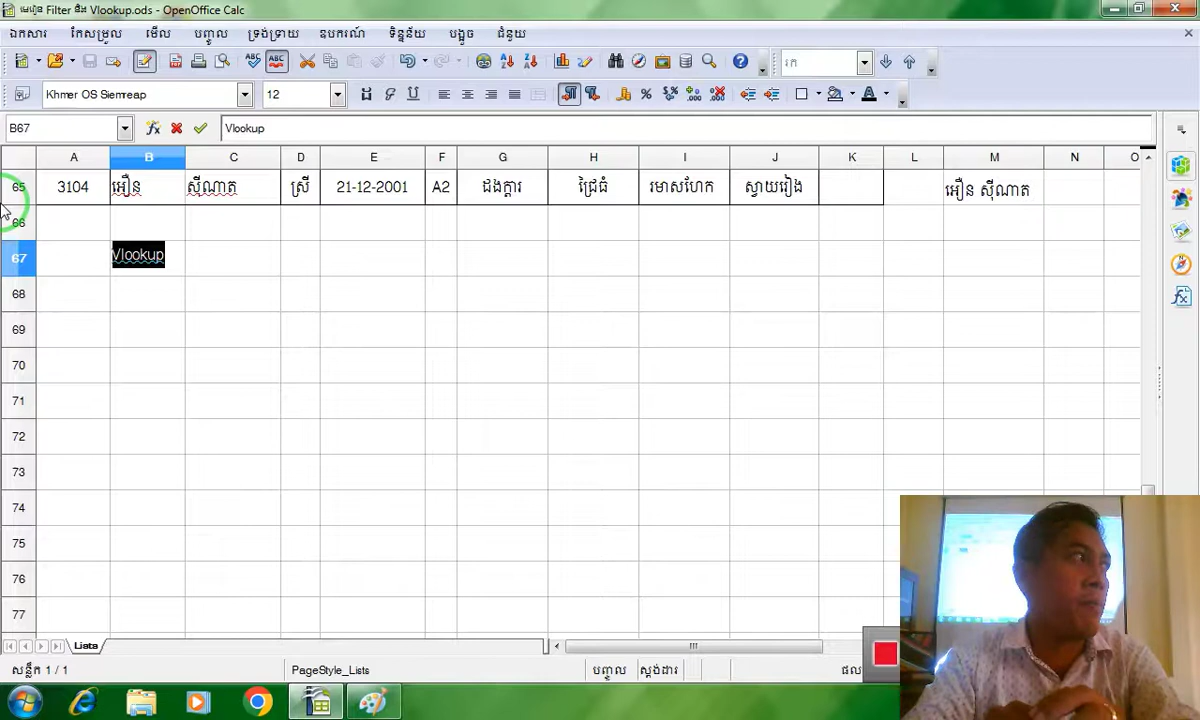 មេរៀន Filter និង Vlookup.ods - OpenOffice Calc
ឯកសារ កែសម្រួល មើល បញ្ចូល ទ្រង់ទ្រាយ ឧបករណ៍ ទិន្នន័យ បង្អួច ជំនួយ
រក
Khmer OS Siemreap 12
B67 Vlookup
A B C D E F G H I J K L M N O
65 3104 អឿន ស៊ីណាត ស្រី 21-12-2001 A2 ដងក្ដារ ជ្រៃធំ រមាសហែក ស្វាយរៀង អឿន ស៊ីណាត
66
67 Vlookup
68
69
70
71
72
73
74
75
76
77
Lists
សន្លឹក 1 / 1 PageStyle_Lists បញ្ចូល ស្តង់ដារ ផល